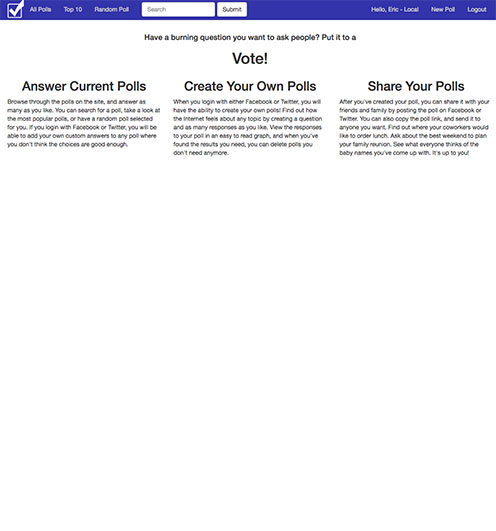 All Polls Top 10 Random Poll Search Submit Hello, Eric - Local New Poll Logout
Have a burning question you want to ask people? Put it to a
Vote!
Answer Current Polls
Browse through the polls on the site, and answer as
many as you like. You can search for a poll, take a look at
the most popular polls, or have a random poll selected
for you. If you login with Facebook or Twitter, you will be
able to add your own custom answers to any poll where
you don't think the choices are good enough.
Create Your Own Polls
When you login with either Facebook or Twitter, you will
have the ability to create your own polls! Find out how
the Internet feels about any topic by creating a question
and as many responses as you like. View the responses
to your poll in an easy to read graph, and when you've
found the results you need, you can delete polls you
don't need anymore.
Share Your Polls
After you've created your poll, you can share it with your
friends and family by posting the poll on Facebook or
Twitter. You can also copy the poll link, and send it to
anyone you want. Find out where your coworkers would
like to order lunch. Ask about the best weekend to plan
your family reunion. See what everyone thinks of the
baby names you've come up with. It's up to you!